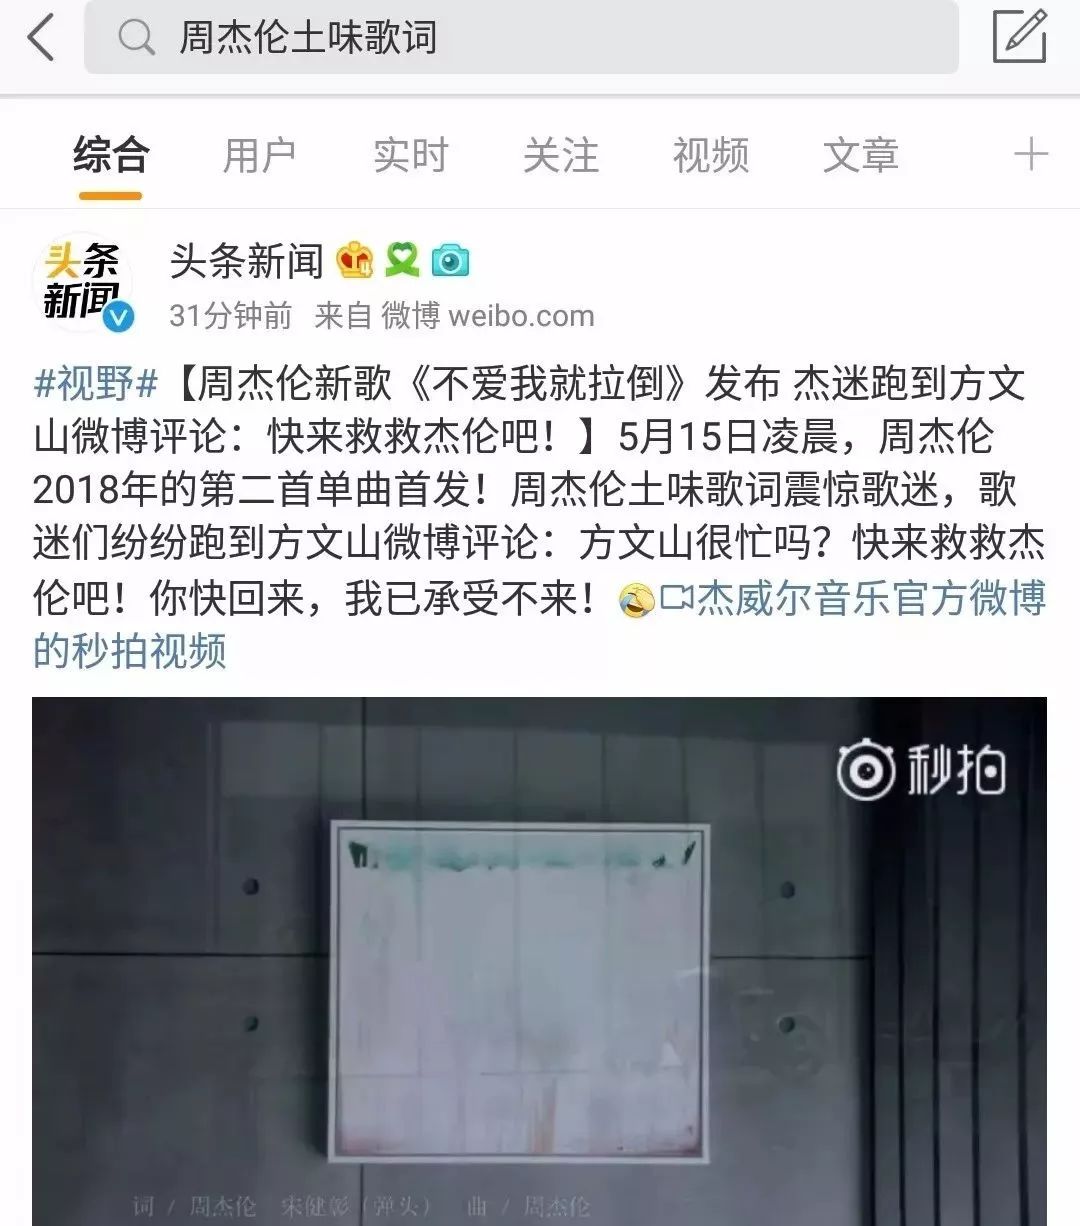 周杰伦土味歌词
综合 用户 实时 关注 视频 文章
头条
新闻
头条新闻
31分钟前 来自 微博 weibo.com
#视野#【周杰伦新歌《不爱我就拉倒》发布 杰迷跑到方文
山微博评论：快来救救杰伦吧！】5月15日凌晨，周杰伦
2018年的第二首单曲首发！周杰伦土味歌词震惊歌迷，歌
迷们纷纷跑到方文山微博评论：方文山很忙吗？快来救救杰
伦吧！你快回来，我已承受不来！杰威尔音乐官方微博
的秒拍视频
秒拍
词 / 周杰伦 宋健彰（弹头） 曲 / 周杰伦